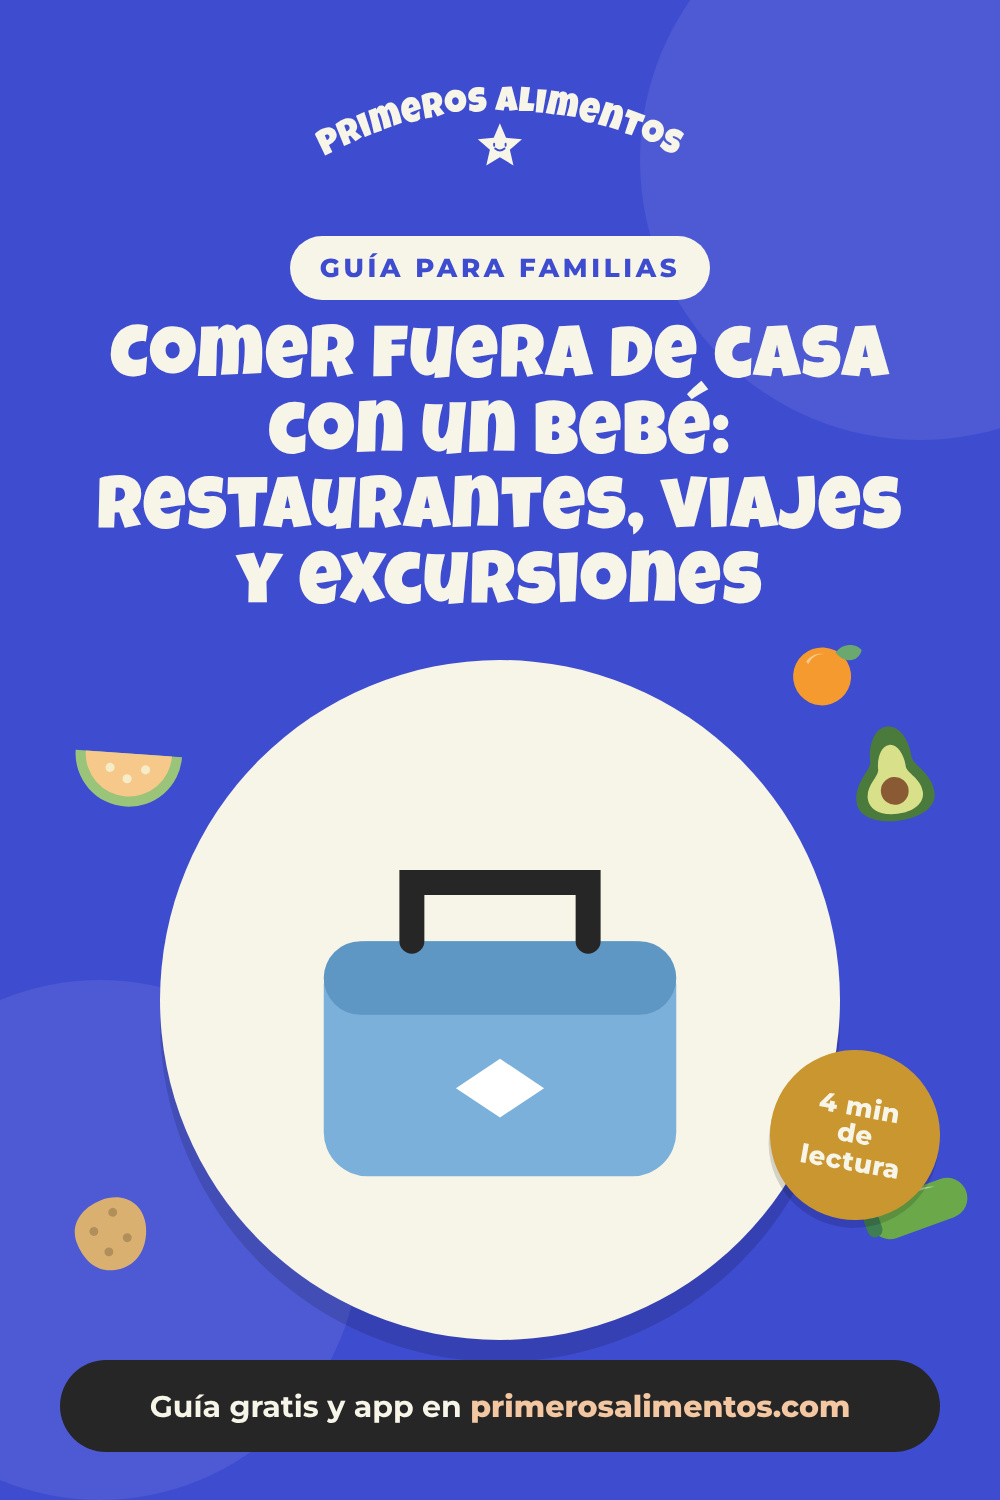 PRIMEROS ALIMENTOS
GUÍA PARA FAMILIAS
COMER FUERA DE CASA
CON UN BEBÉ:
RESTAURANTES, VIAJES
Y EXCURSIONES
4 min
de
lectura
Guía gratis y app en primerosalimentos.com